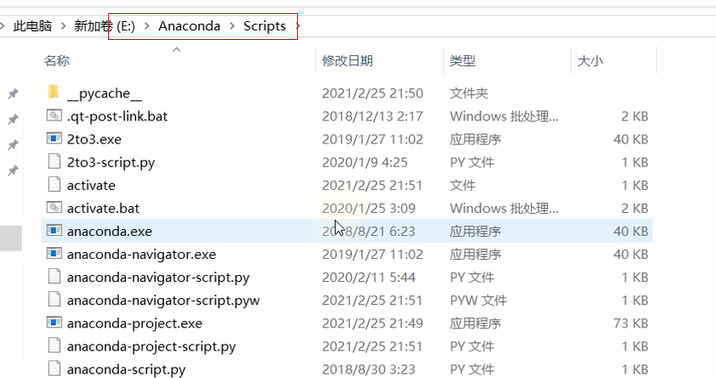 此电脑 > 新加卷 (E:) > Anaconda > Scripts >
名称 修改日期 类型 大小
__pycache__ 2021/2/25 21:50 文件夹
.qt-post-link.bat 2018/12/13 2:17 Windows 批处理... 2 KB
2to3.exe 2019/1/27 11:02 应用程序 40 KB
2to3-script.py 2020/1/9 4:25 PY 文件 1 KB
activate 2021/2/25 21:51 文件 1 KB
activate.bat 2020/1/25 3:09 Windows 批处理... 2 KB
anaconda.exe 2018/8/21 6:23 应用程序 40 KB
anaconda-navigator.exe 2019/1/27 11:02 应用程序 40 KB
anaconda-navigator-script.py 2020/2/11 5:44 PY 文件 1 KB
anaconda-navigator-script.pyw 2021/2/25 21:51 PYW 文件 1 KB
anaconda-project.exe 2021/2/25 21:49 应用程序 73 KB
anaconda-project-script.py 2021/2/25 21:51 PY 文件 1 KB
anaconda-script.py 2018/8/30 3:23 PY 文件 1 KB